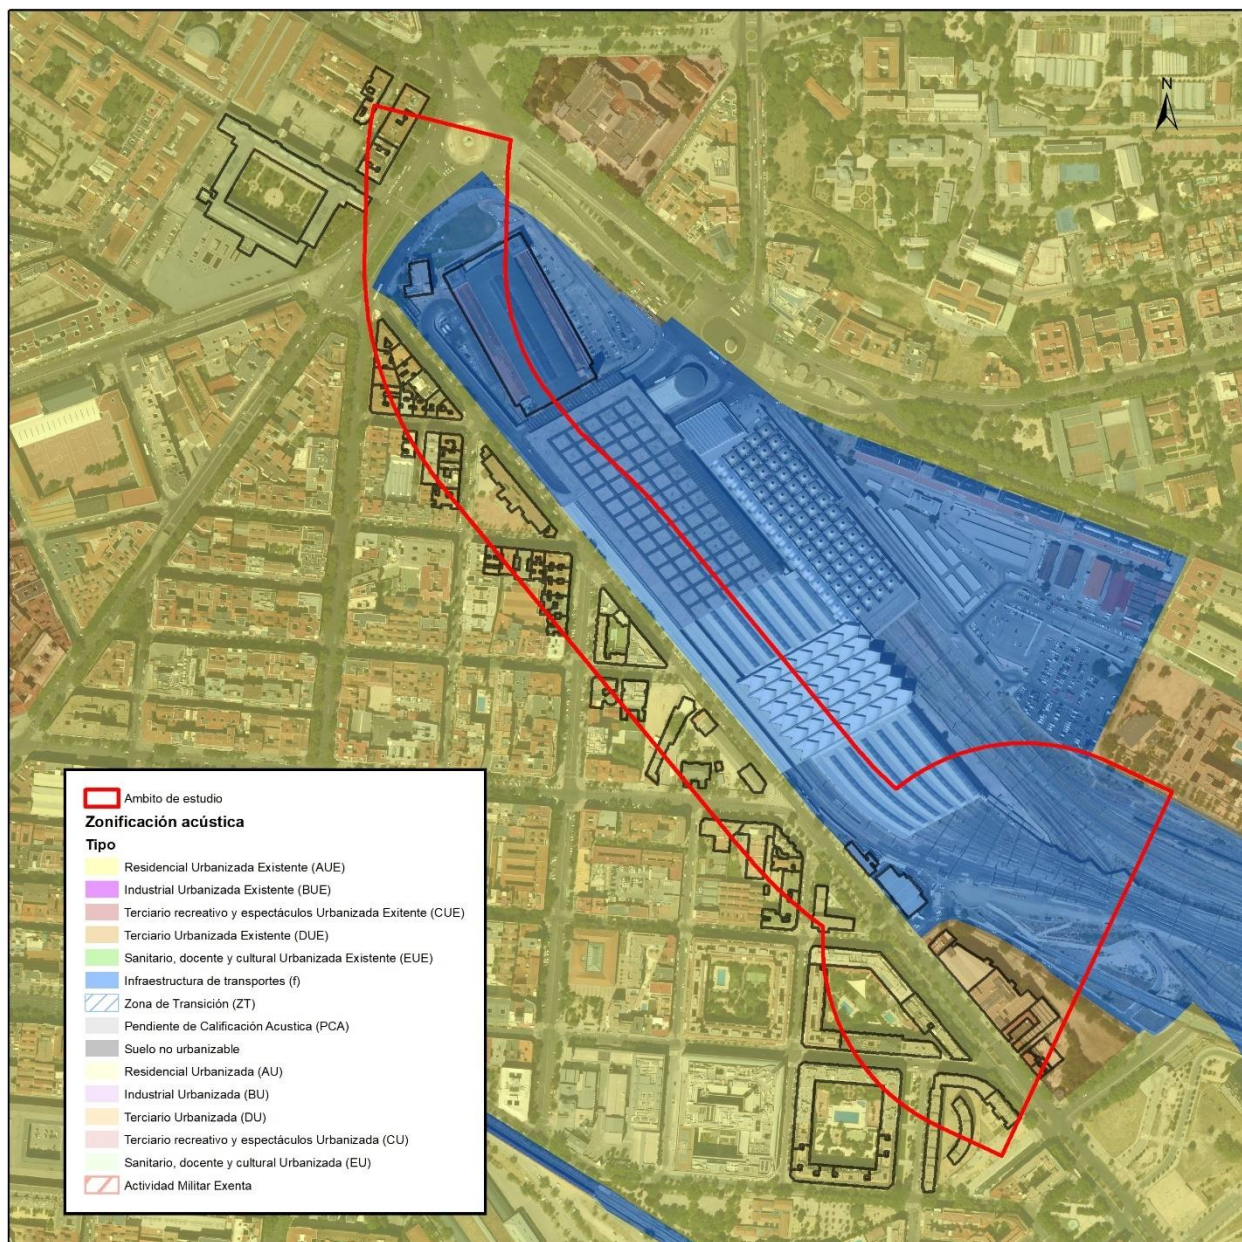 N
Ambito de estudio
Zonificación acústica
Tipo
Residencial Urbanizada Existente (AUE)
Industrial Urbanizada Existente (BUE)
Terciario recreativo y espectáculos Urbanizada Exitente (CUE)
Terciario Urbanizada Existente (DUE)
Sanitario, docente y cultural Urbanizada Existente (EUE)
Infraestructura de transportes (f)
Zona de Transición (ZT)
Pendiente de Calificación Acustica (PCA)
Suelo no urbanizable
Residencial Urbanizada (AU)
Industrial Urbanizada (BU)
Terciario Urbanizada (DU)
Terciario recreativo y espectáculos Urbanizada (CU)
Sanitario, docente y cultural Urbanizada (EU)
Actividad Militar Exenta